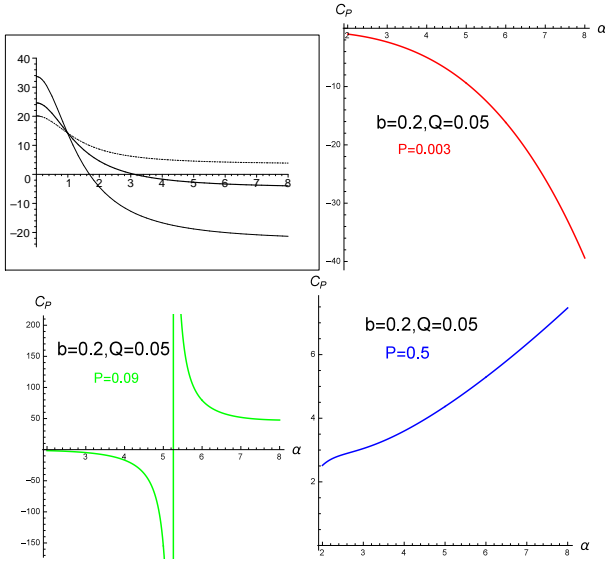 40
30
20
10
0
−10
−20
1 2 3 4 5 6 7 8
C_P
α
2 3 4 5 6 7 8
−10
−20
−30
−40
b=0.2,Q=0.05
P=0.003
C_P
200
150
100
50
−50
−100
−150
b=0.2,Q=0.05
P=0.09
3 4 5 6 7 8
α
C_P
6
4
2
b=0.2,Q=0.05
P=0.5
2 3 4 5 6 7 8
α